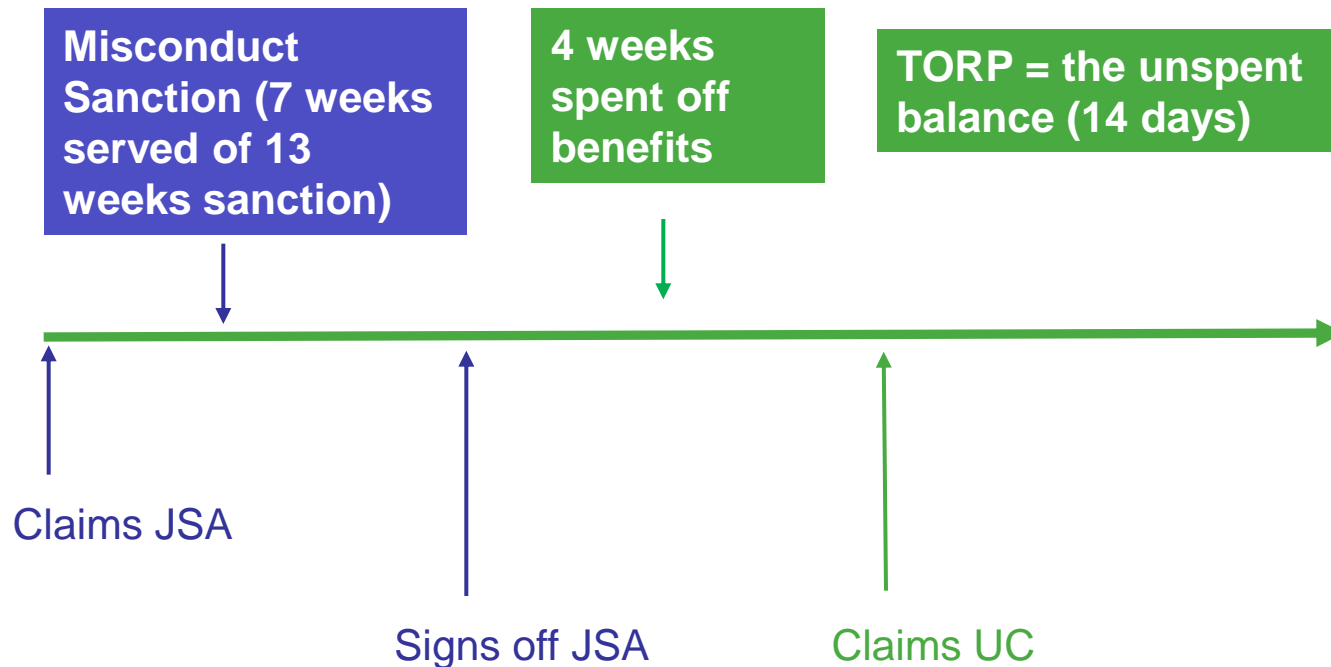 Misconduct
Sanction (7 weeks
served of 13
weeks sanction)
4 weeks
spent off
benefits
TORP = the unspent
balance (14 days)
Claims JSA
Signs off JSA
Claims UC